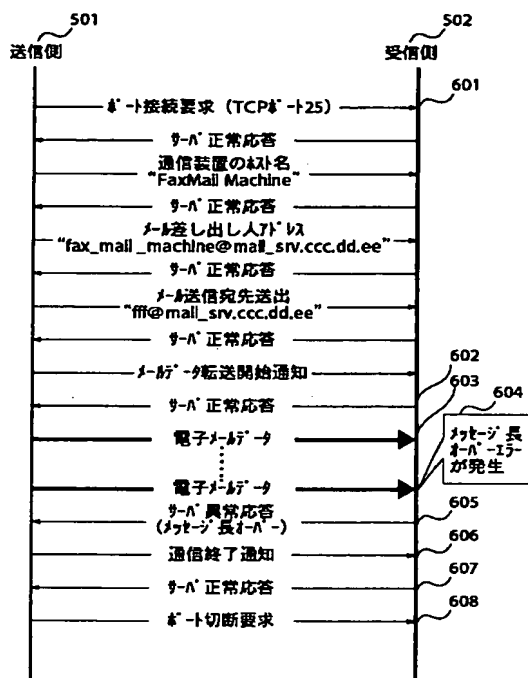 501
502
送信側
受信側
601
ポート接続要求（TCPポート25）
サーバ正常応答
通信装置のホスト名
“FaxMail Machine”
サーバ正常応答
メール差し出し人アドレス
“fax_mail_machine@mail_srv.ccc.dd.ee”
サーバ正常応答
メール送信宛先送出
“fff@mail_srv.ccc.dd.ee”
サーバ正常応答
602
メールデータ転送開始通知
603
サーバ正常応答
604
電子メールデータ
メッセージ長
オーバーエラー
が発生
電子メールデータ
サーバ異常応答
（メッセージ長オーバー）
605
通信終了通知
606
サーバ正常応答
607
ポート切断要求
608